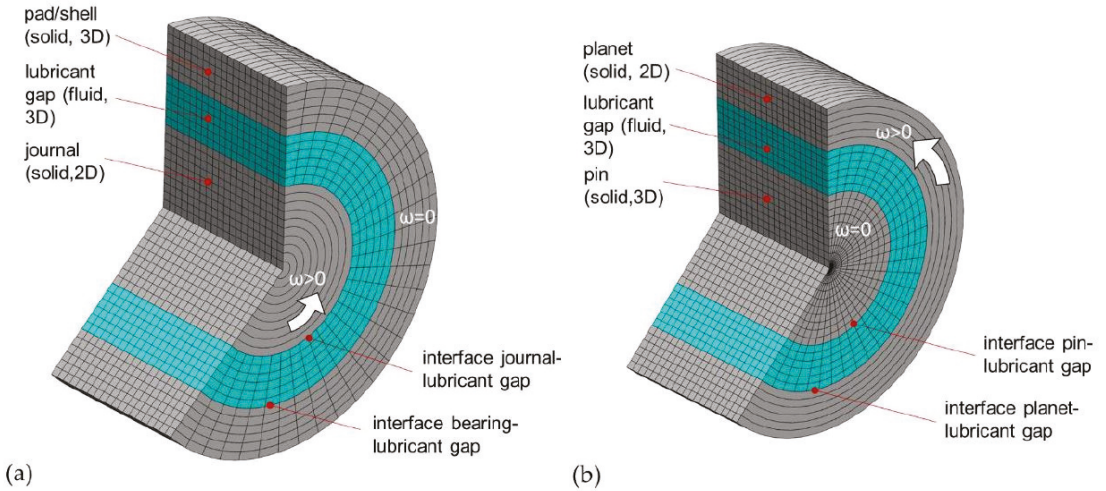 pad/shell
(solid, 3D)
lubricant
gap (fluid,
3D)
journal
(solid,2D)
ω=0
ω>0
interface journal-
lubricant gap
interface bearing-
lubricant gap
(a)
planet
(solid, 2D)
lubricant
gap (fluid,
3D)
pin
(solid,3D)
ω>0
ω=0
interface pin-
lubricant gap
interface planet-
lubricant gap
(b)